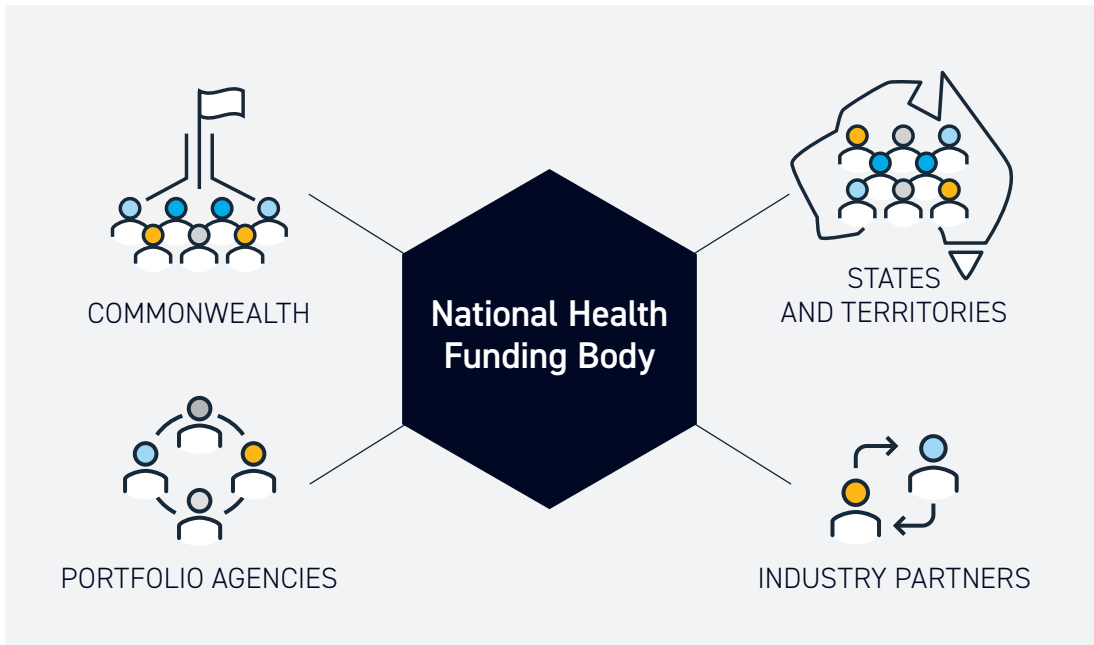 COMMONWEALTH
STATES
AND TERRITORIES
National Health
Funding Body
PORTFOLIO AGENCIES
INDUSTRY PARTNERS